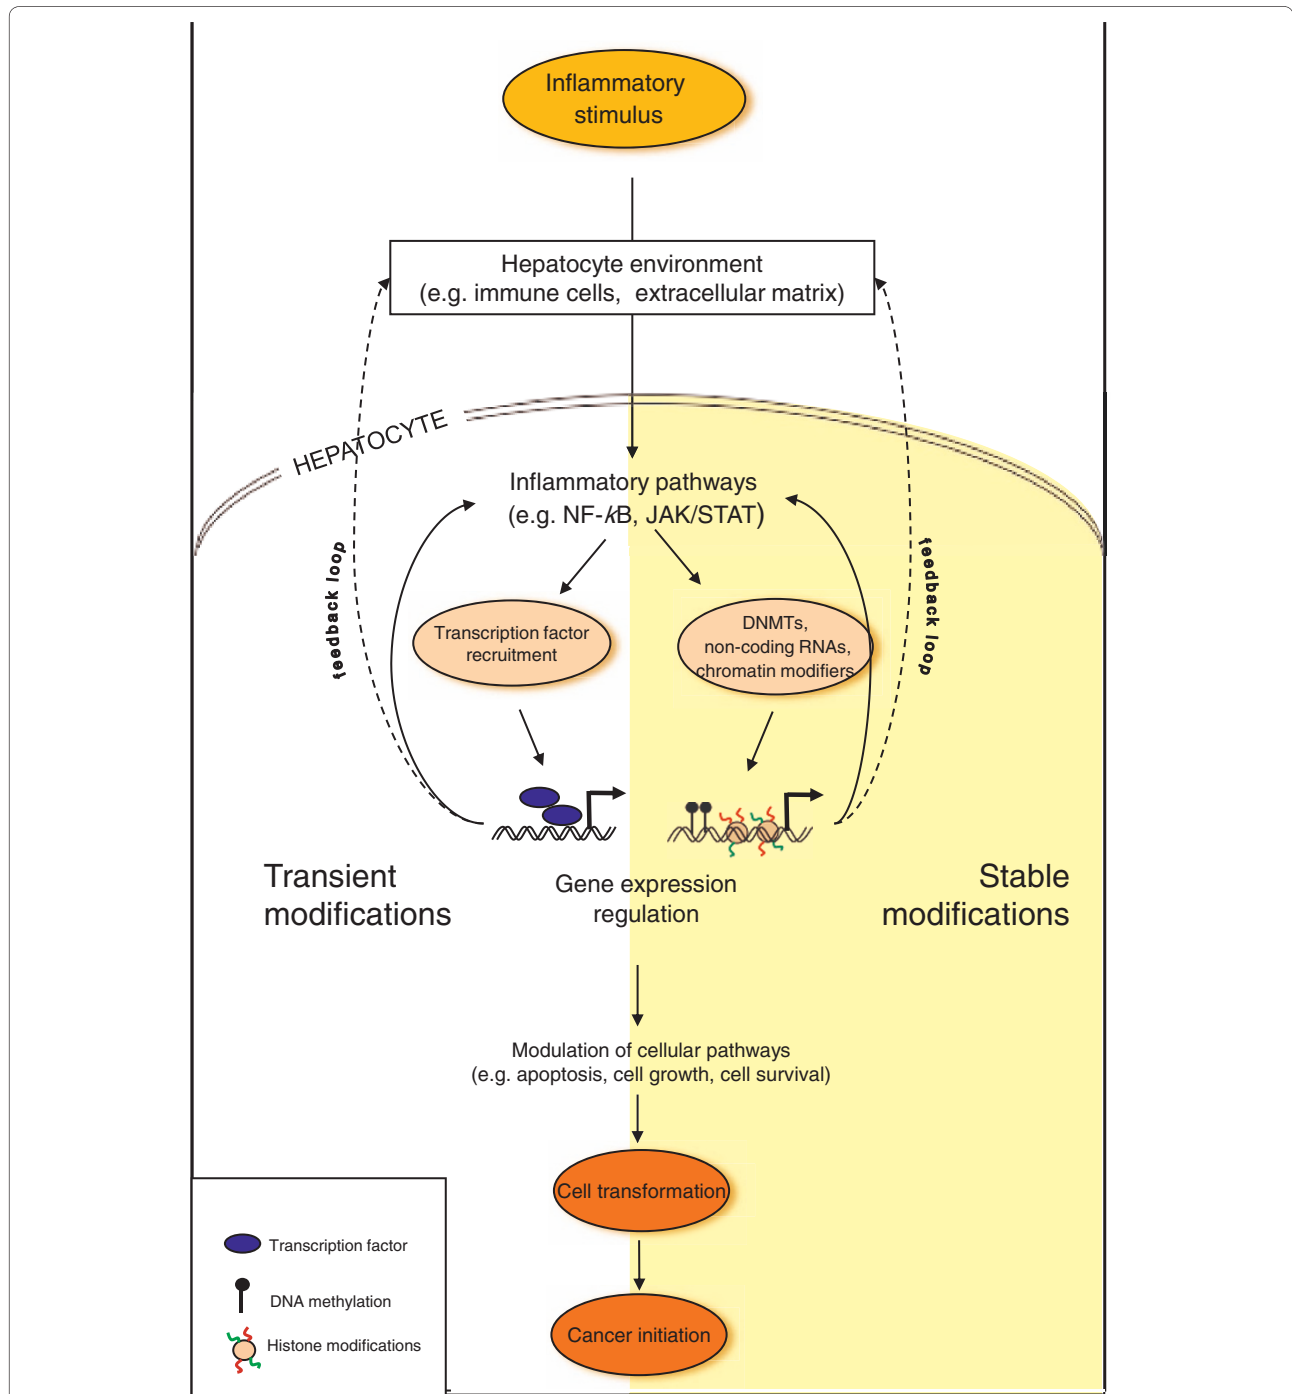 Inflammatory
stimulus
Hepatocyte environment
(e.g. immune cells, extracellular matrix)
HEPATOCYTE
Inflammatory pathways
(e.g. NF-kB, JAK/STAT)
feedback loop
feedback loop
Transcription factor
recruitment
DNMTs,
non-coding RNAs,
chromatin modifiers
Transient
modifications
Gene expression
regulation
Stable
modifications
Modulation of cellular pathways
(e.g. apoptosis, cell growth, cell survival)
Cell transformation
Cancer initiation
Transcription factor
DNA methylation
Histone modifications